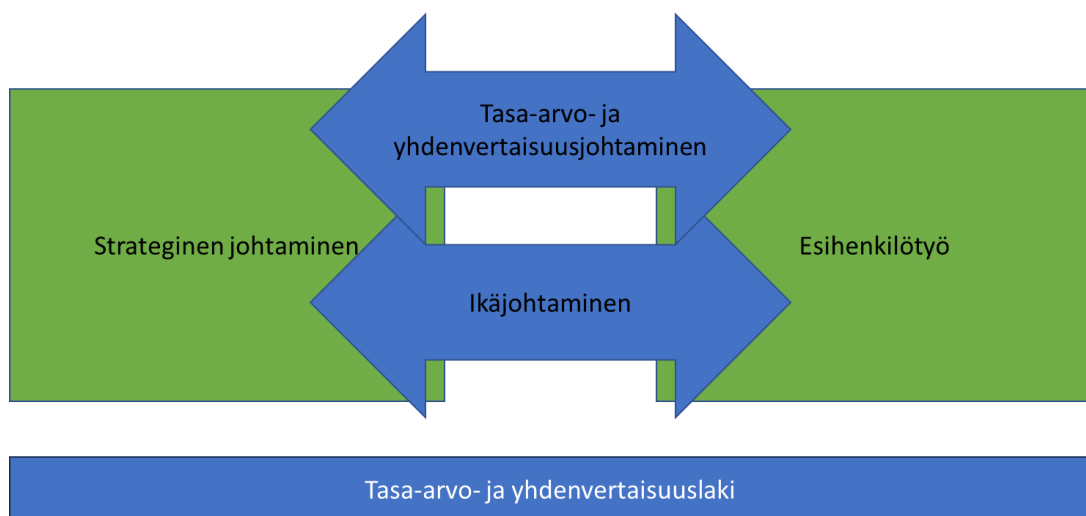 Tasa-arvo- ja
yhdenvertaisuusjohtaminen
Strateginen johtaminen
Esihenkilötyö
Ikäjohtaminen
Tasa-arvo- ja yhdenvertaisuuslaki